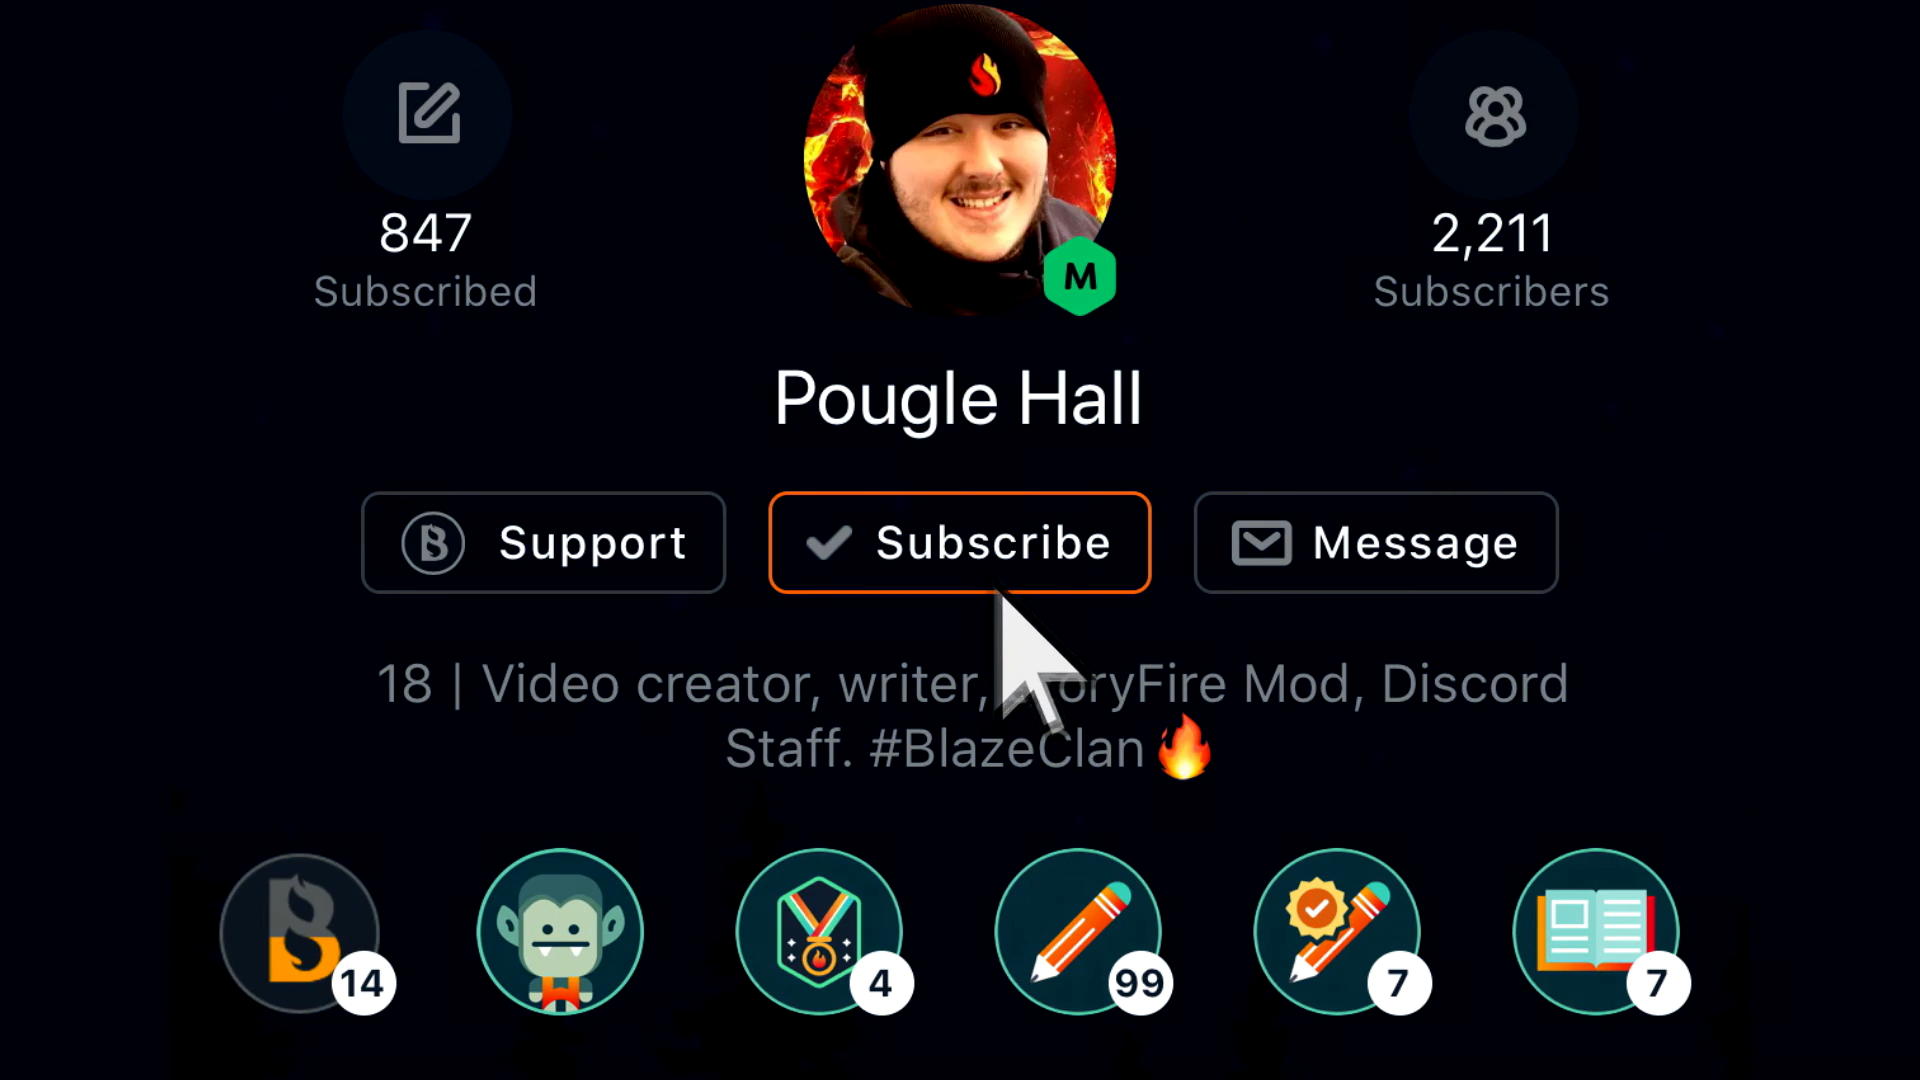 847
Subscribed
M
2,211
Subscribers
Pougle Hall
B Support
Subscribe
Message
18 | Video creator, writer, oryFire Mod, Discord
Staff. #BlazeClan
B 14
4
99
7
7